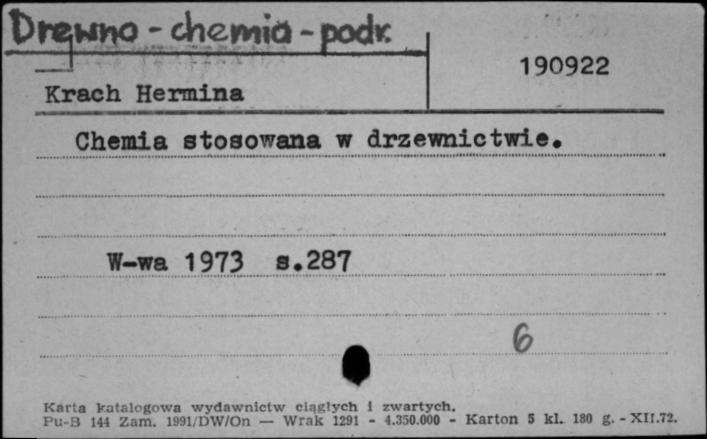 Drewno - chemia - podr.
190922
Krach Hermina
Chemia stosowana w drzewnictwie.
W-wa 1973 s.287
6
Karta katalogowa wydawnictw ciągłych i zwartych.
Pu-B 144 Zam. 1991/DW/On — Wrak 1291 - 4.350.000 - Karton 5 kl. 180 g. - XII.72.